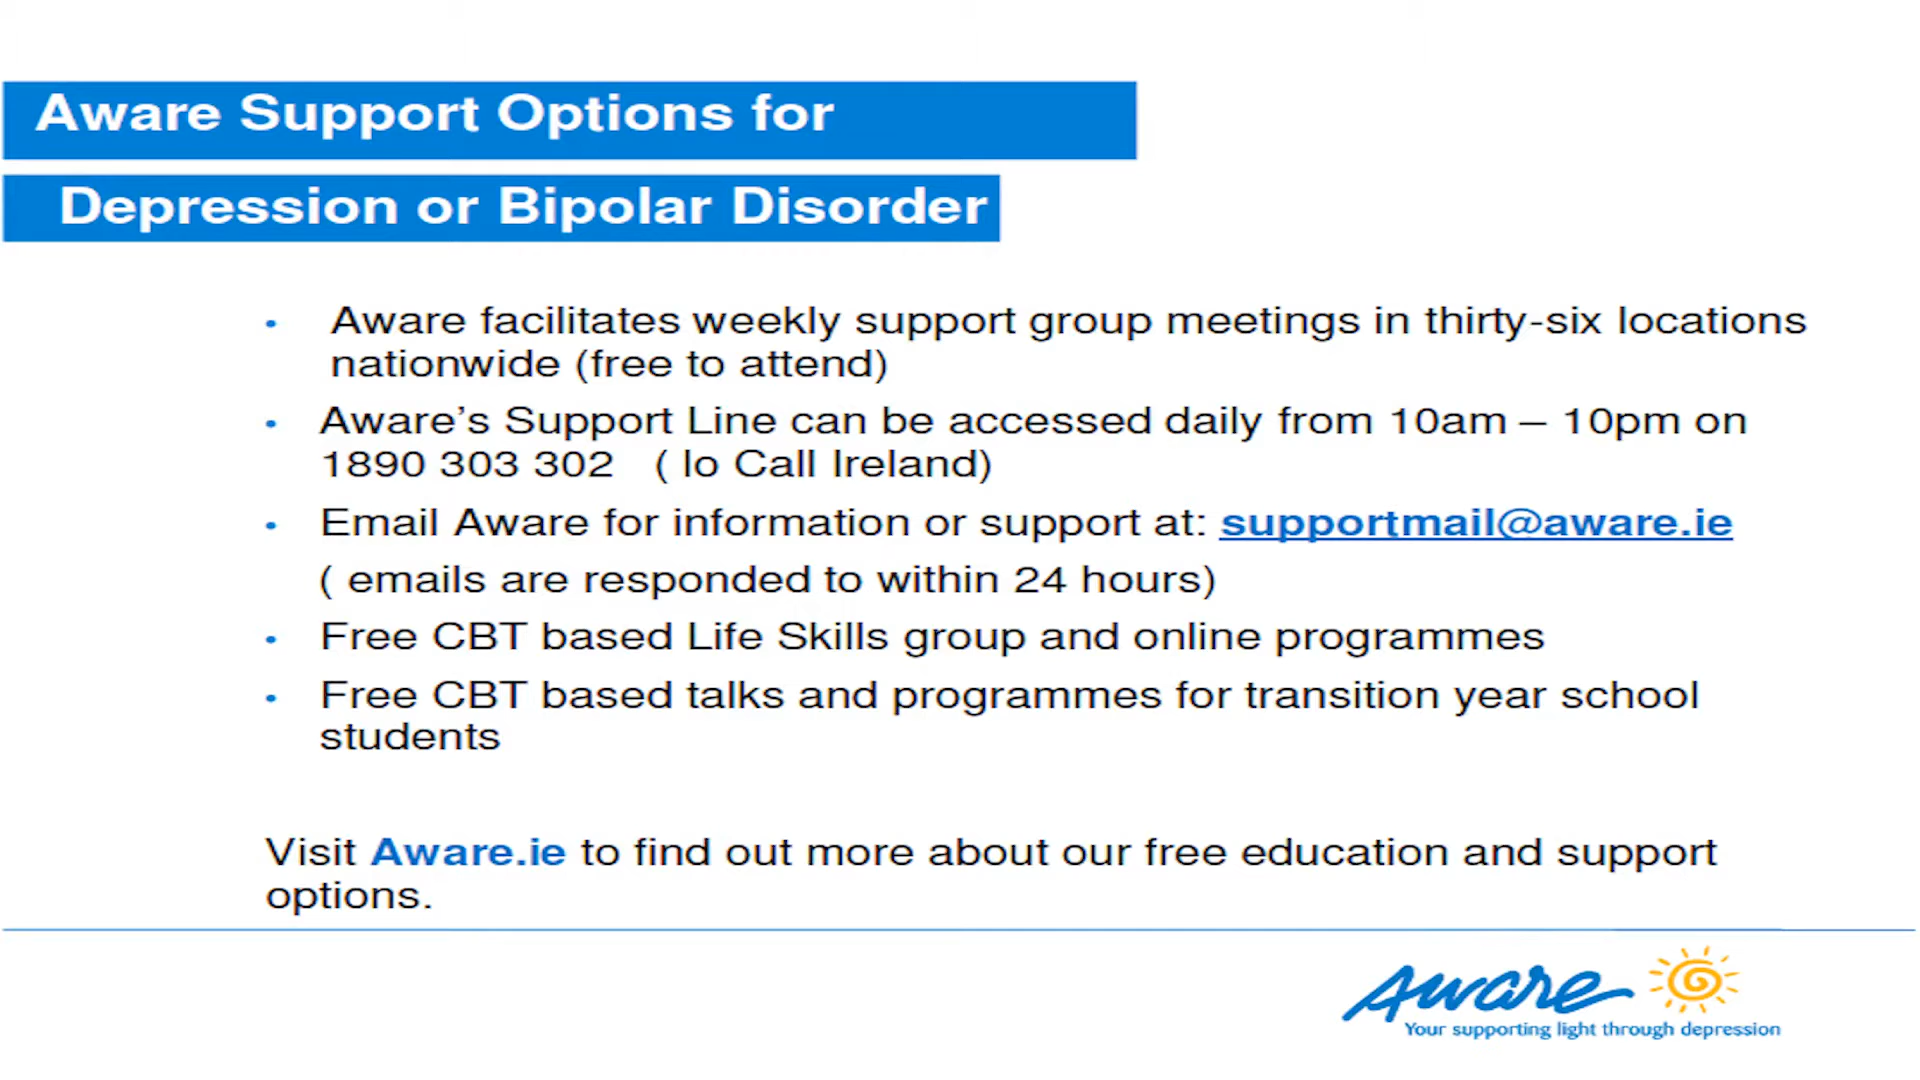 Aware Support Options for
Depression or Bipolar Disorder
• Aware facilitates weekly support group meetings in thirty-six locations
nationwide (free to attend)
• Aware’s Support Line can be accessed daily from 10am – 10pm on
1890 303 302 ( lo Call Ireland)
• Email Aware for information or support at: supportmail@aware.ie
( emails are responded to within 24 hours)
• Free CBT based Life Skills group and online programmes
• Free CBT based talks and programmes for transition year school
students
Visit Aware.ie to find out more about our free education and support
options.
Aware
Your supporting light through depression